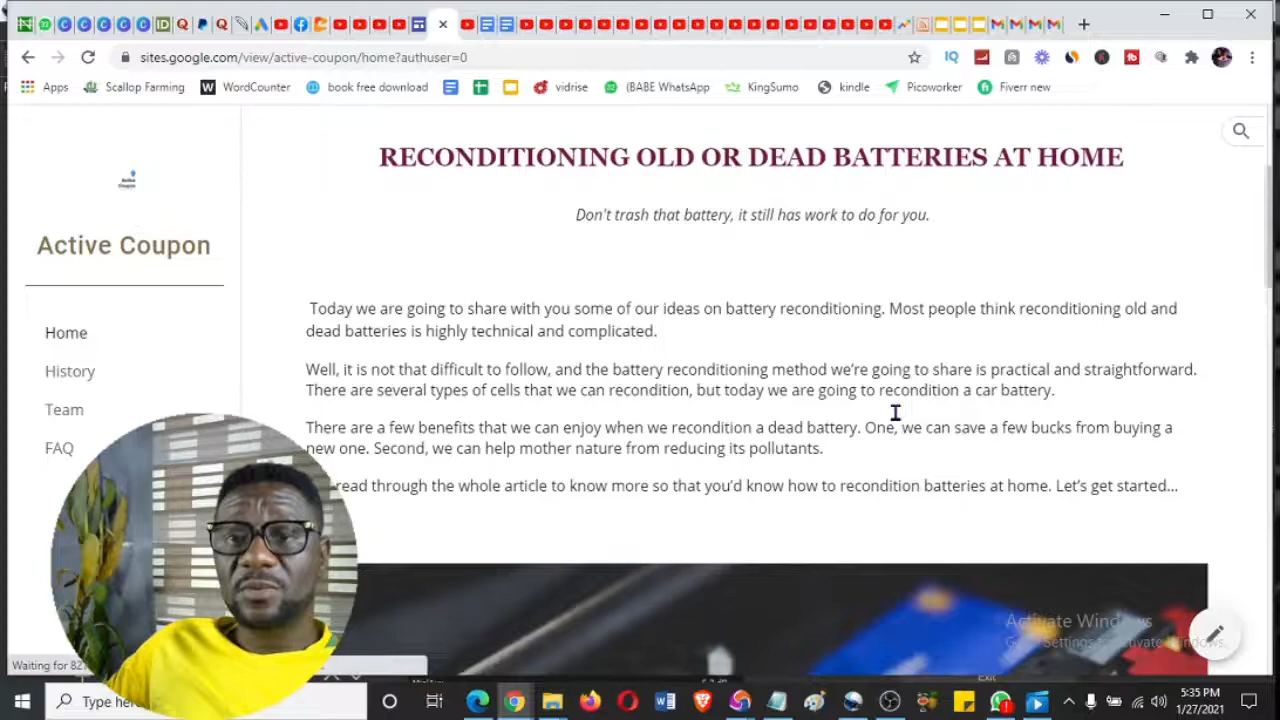 sites.google.com/view/active-coupon/home?authuser=0
Apps Scallop Farming WordCounter book free download vidrise (BABE WhatsApp KingSumo kindle Picoworker Fiverr new
RECONDITIONING OLD OR DEAD BATTERIES AT HOME
Don't trash that battery, it still has work to do for you.
Active Coupon
Home
History
Team
FAQ
Today we are going to share with you some of our ideas on battery reconditioning. Most people think reconditioning old and
dead batteries is highly technical and complicated.
Well, it is not that difficult to follow, and the battery reconditioning method we're going to share is practical and straightforward.
There are several types of cells that we can recondition, but today we are going to recondition a car battery.
There are a few benefits that we can enjoy when we recondition a dead battery. One, we can save a few bucks from buying a
new one. Second, we can help mother nature from reducing its pollutants.
read through the whole article to know more so that you'd know how to recondition batteries at home. Let's get started...
Activate Windows
Settings to activate Windows.
Waiting for
Exit
Type
5:35 PM
1/27/2021